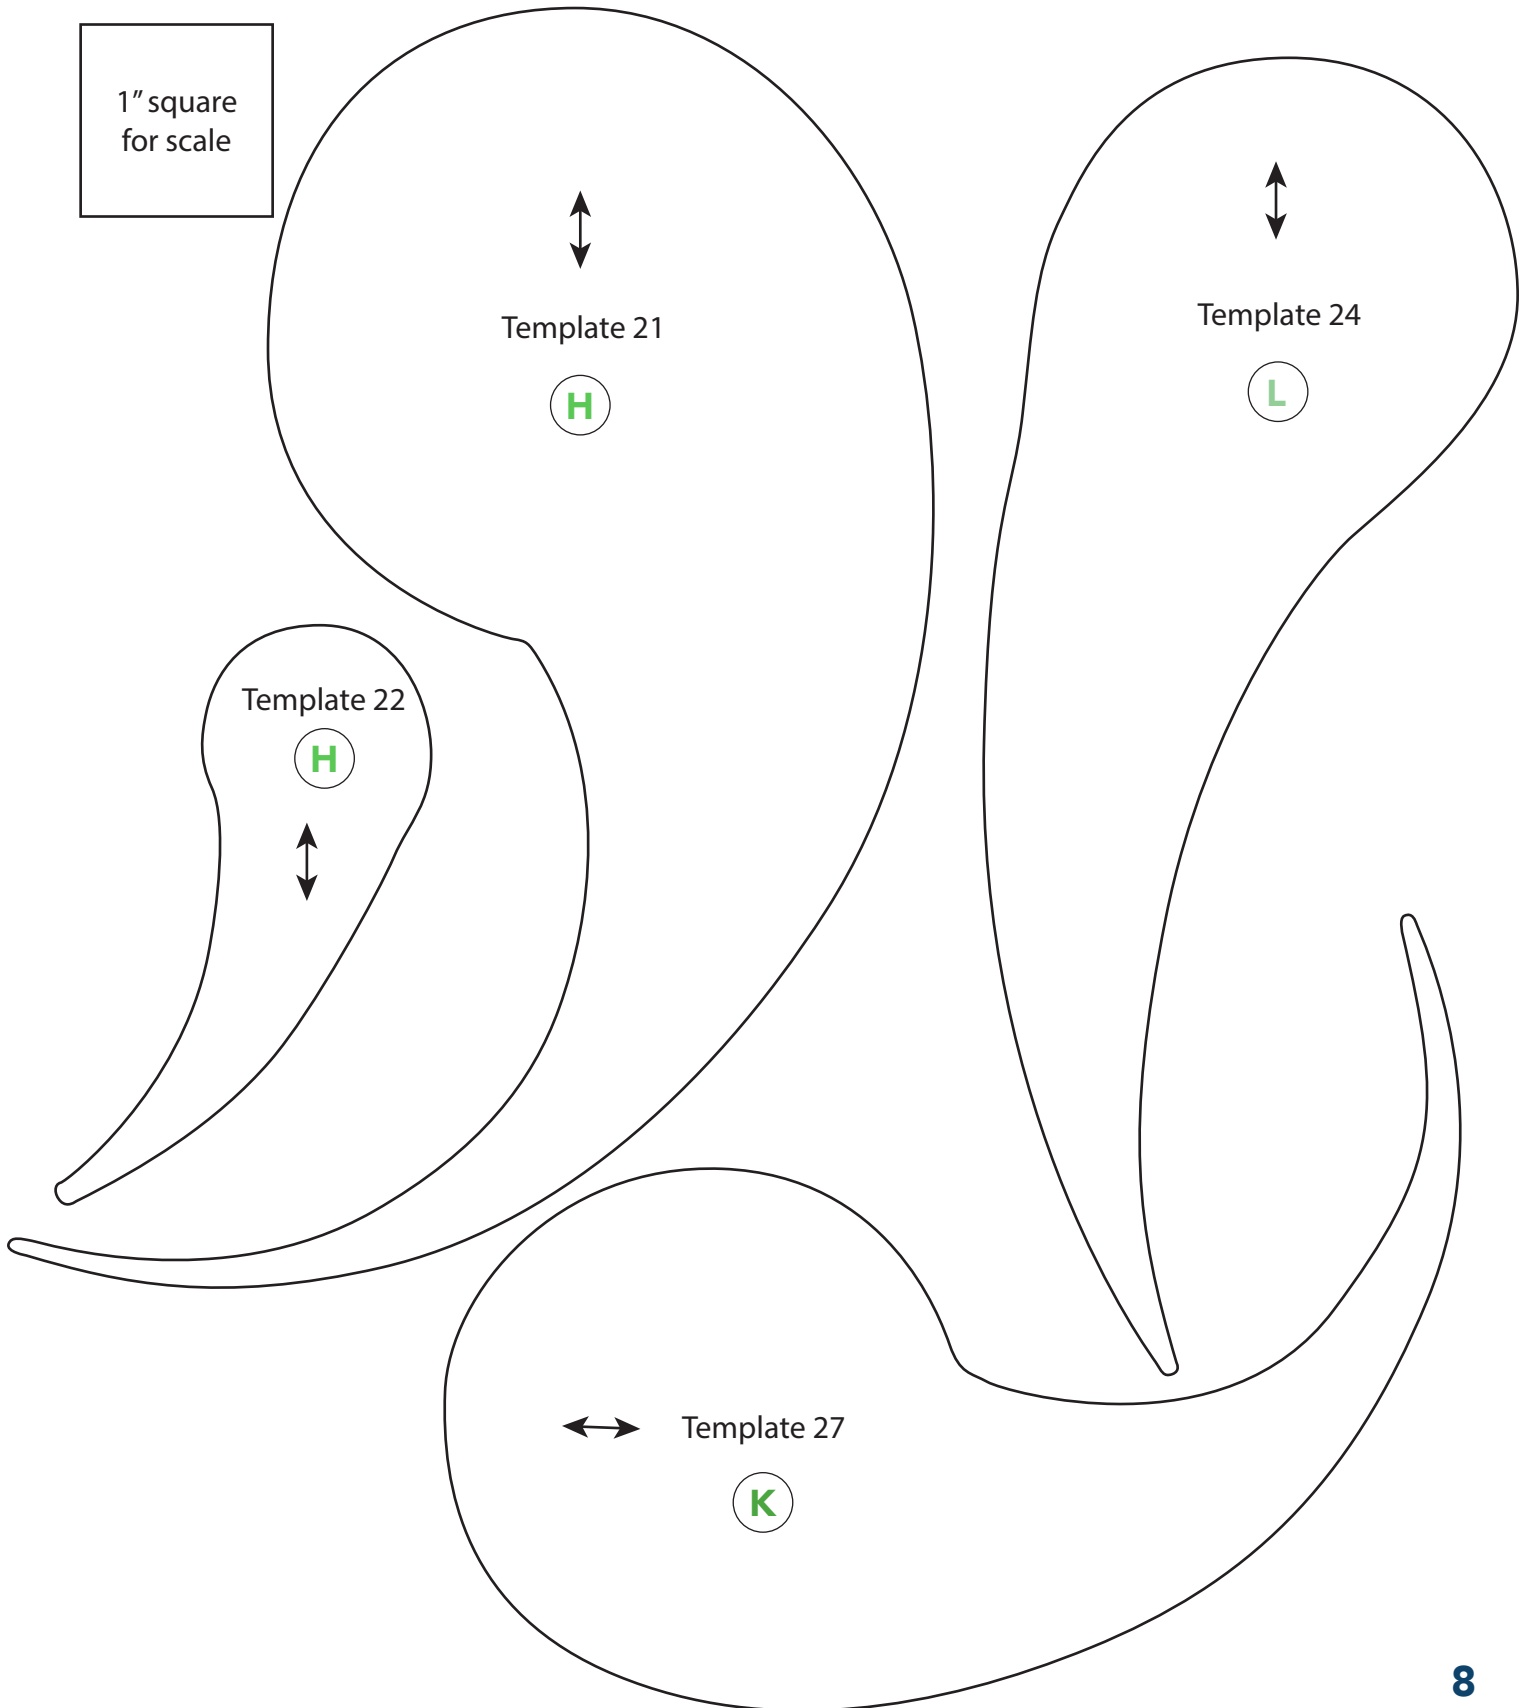 1″ square
for scale
Template 21
H
Template 24
L
Template 22
H
Template 27
K
8